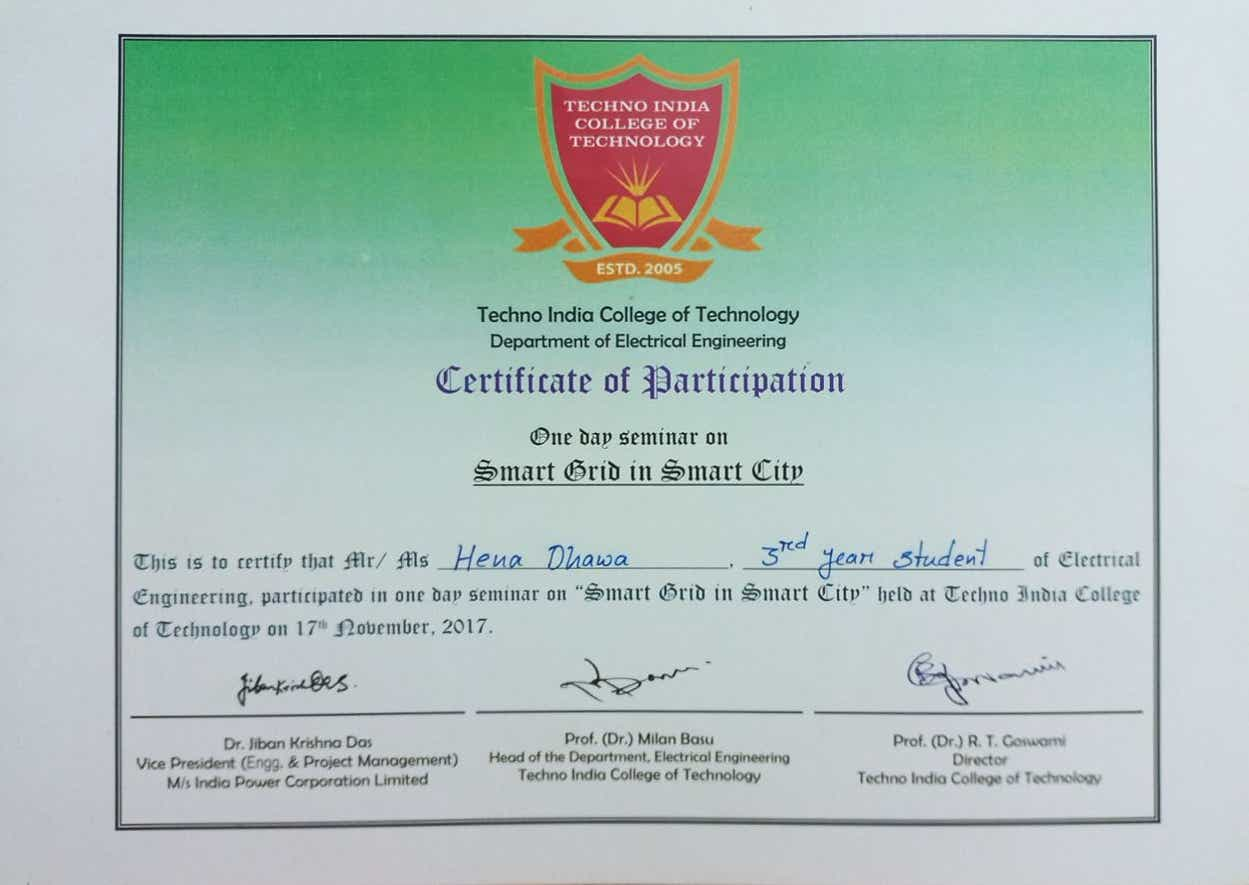 TECHNO INDIA
COLLEGE OF
TECHNOLOGY
ESTD. 2005
Techno India College of Technology
Department of Electrical Engineering
Certificate of Participation
One day seminar on
Smart Grid in Smart City
This is to certify that Mr/ Ms Hena Dhawa, 3rd year student of Electrical
Engineering, participated in one day seminar on “Smart Grid in Smart City” held at Techno India College
of Technology on 17th November, 2017.
Dr. Jiban Krishna Das
Vice President (Engg. & Project Management)
M/s India Power Corporation Limited
Prof. (Dr.) Milan Basu
Head of the Department, Electrical Engineering
Techno India College of Technology
Prof. (Dr.) R. T. Goswami
Director
Techno India College of Technology